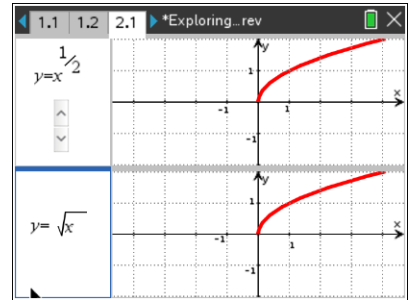 1.1 1.2 2.1 *Exploring...rev
y=x^1/2
y
1
-1 1 x
-1
y= √x
y
1
-1 1 x
-1